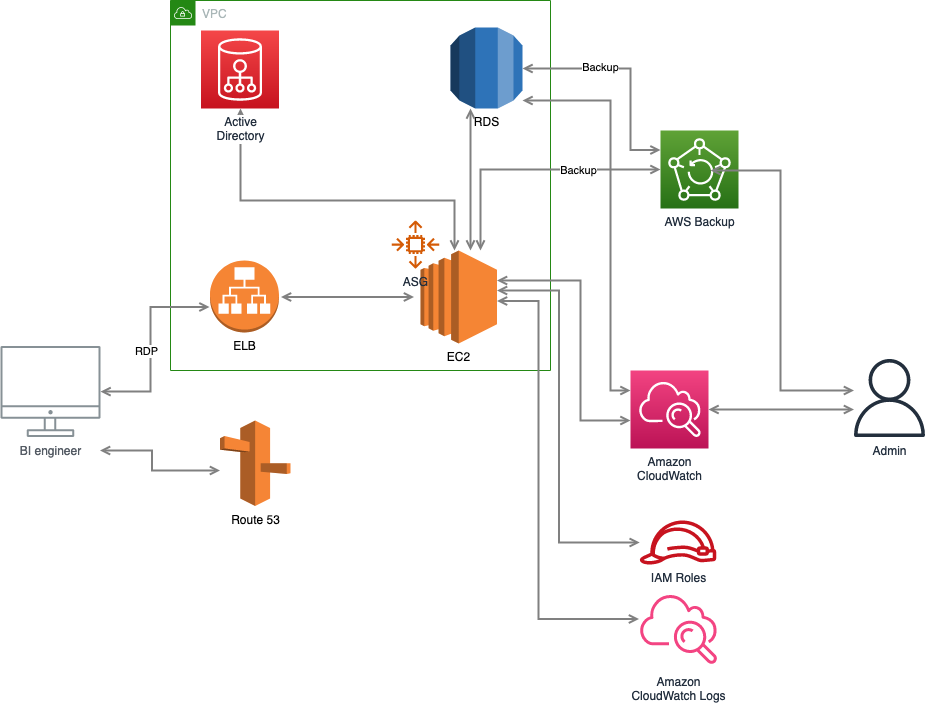 VPC
Active
Directory
RDS
Backup
Backup
AWS Backup
ASG
ELB
EC2
RDP
BI engineer
Route 53
Amazon
CloudWatch
Admin
IAM Roles
Amazon
CloudWatch Logs